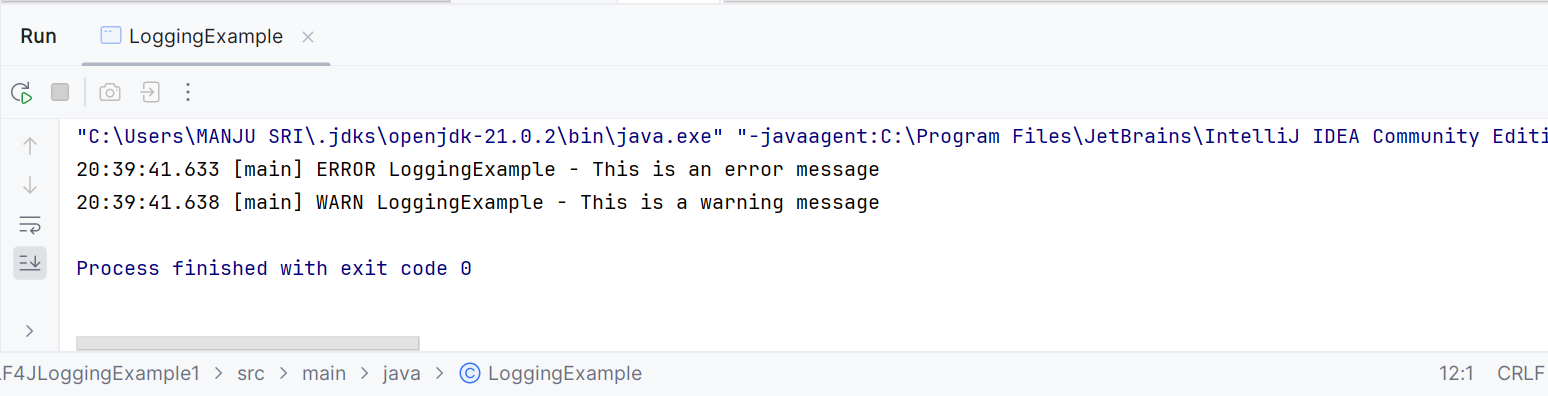 Run LoggingExample
"C:\Users\MANJU SRI\.jdks\openjdk-21.0.2\bin\java.exe" "-javaagent:C:\Program Files\JetBrains\IntelliJ IDEA Community Editi
20:39:41.633 [main] ERROR LoggingExample - This is an error message
20:39:41.638 [main] WARN LoggingExample - This is a warning message
Process finished with exit code 0
F4JLoggingExample1 > src > main > java > LoggingExample 12:1 CRLF